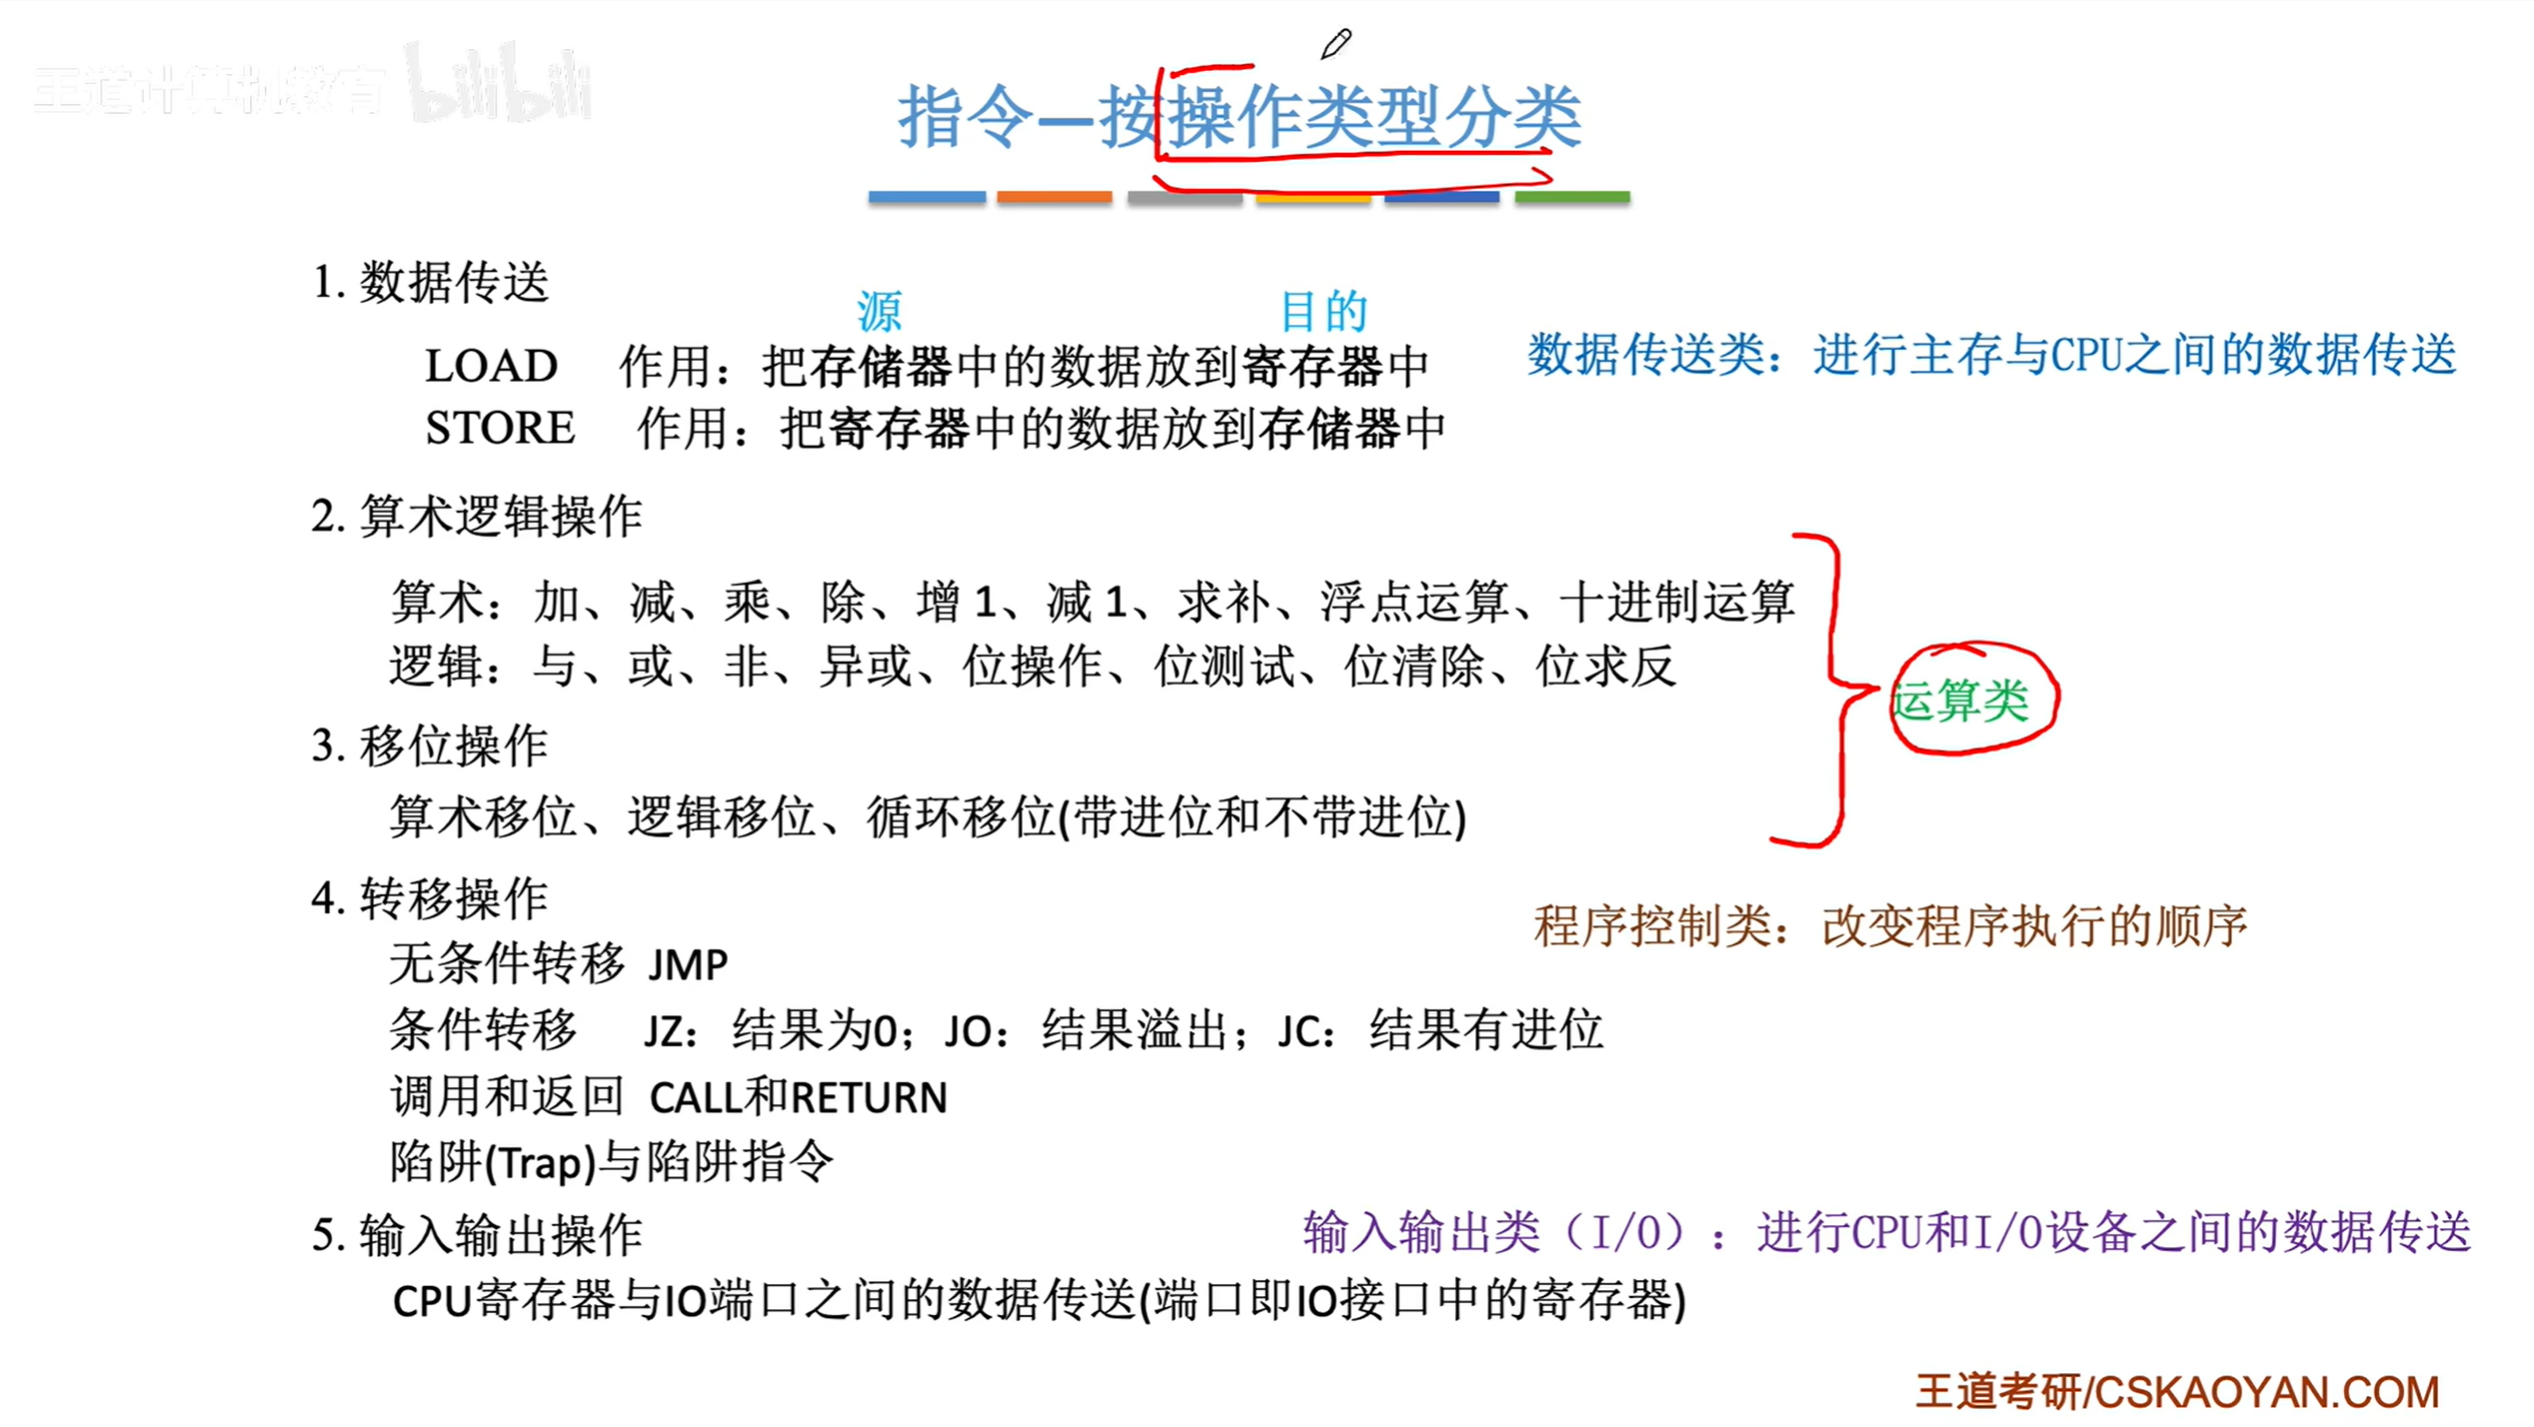 王道计算机教育 bilibili
指令—按操作类型分类
1. 数据传送
源 目的
LOAD 作用：把存储器中的数据放到寄存器中
数据传送类：进行主存与CPU之间的数据传送
STORE 作用：把寄存器中的数据放到存储器中
2. 算术逻辑操作
算术：加、减、乘、除、增 1、减 1、求补、浮点运算、十进制运算
逻辑：与、或、非、异或、位操作、位测试、位清除、位求反
运算类
3. 移位操作
算术移位、逻辑移位、循环移位(带进位和不带进位)
4. 转移操作
程序控制类：改变程序执行的顺序
无条件转移 JMP
条件转移 JZ：结果为0；JO：结果溢出；JC：结果有进位
调用和返回 CALL和RETURN
陷阱(Trap)与陷阱指令
5. 输入输出操作
输入输出类（I/O）：进行CPU和I/O设备之间的数据传送
CPU寄存器与IO端口之间的数据传送(端口即IO接口中的寄存器)
王道考研/CSKAOYAN.COM